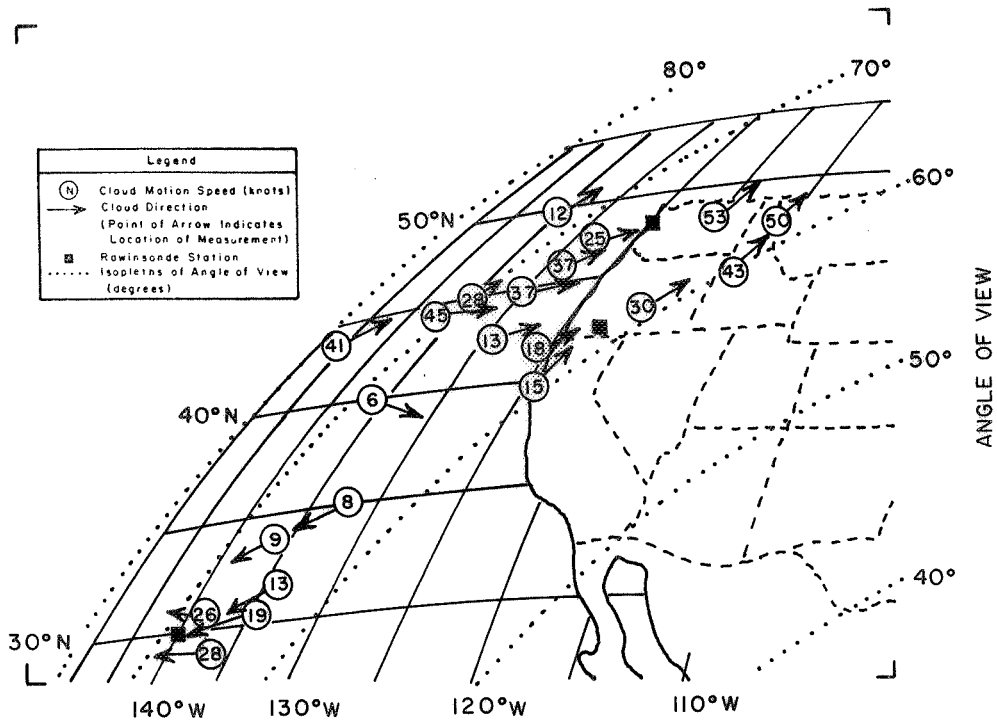 80°
70°
Legend
N Cloud Motion Speed (knots)
Cloud Direction
(Point of Arrow Indicates
Location of Measurement)
Rawinsonde Station
Isopleths of Angle of View
(degrees)
60°
50°N
12
53
50
25
37
43
28
37
45
30
41
13
18
50°
15
6
40°N
ANGLE OF VIEW
8
9
13
40°
26
19
30°N
28
140°W
130°W
120°W
110°W